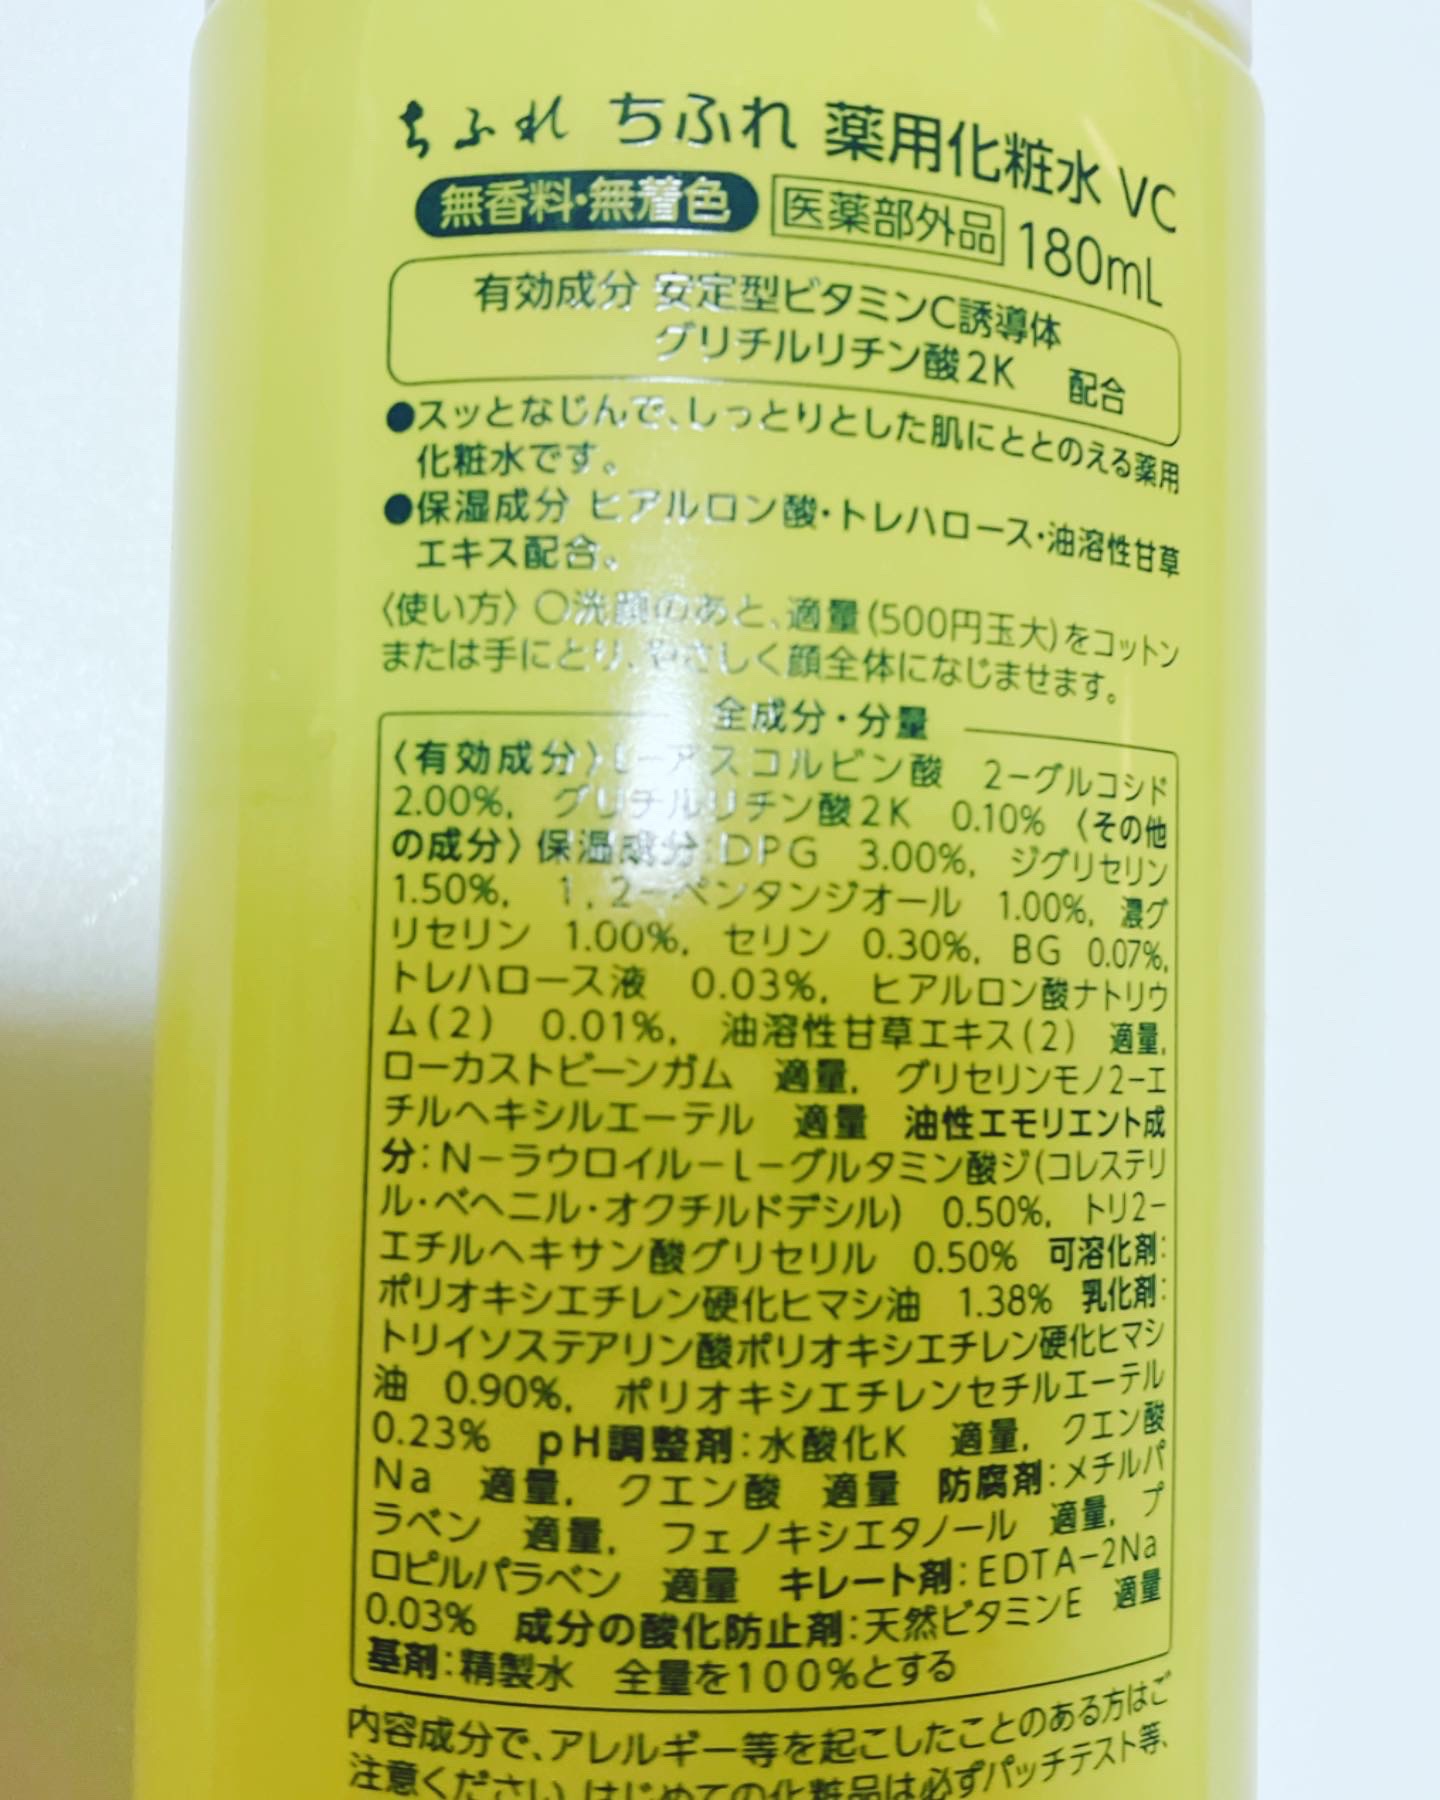 ちふれ ちふれ 薬用化粧水 VC
無香料・無着色 医薬部外品 180mL
有効成分 安定型ビタミンC誘導体
グリチルリチン酸2K 配合
●スッとなじんで、しっとりとした肌にととのえる薬用
化粧水です。
●保湿成分 ヒアルロン酸・トレハロース・油溶性甘草
エキス配合。
〈使い方〉○洗顔のあと、適量(500円玉大)をコットン
または手にとり、やさしく顔全体になじませます。
全成分・分量
〈有効成分〉L-アスコルビン酸 2-グルコシド
2.00%, グリチルリチン酸2K 0.10% 〈その他
の成分〉保湿成分:DPG 3.00%, ジグリセリン
1.50%, 1,2-ペンタンジオール 1.00%, 濃グ
リセリン 1.00%, セリン 0.30%, BG 0.07%,
トレハロース液 0.03%, ヒアルロン酸ナトリウ
ム(2) 0.01%, 油溶性甘草エキス(2) 適量,
ローカストビーンガム 適量, グリセリンモノ2-エ
チルヘキシルエーテル 適量 油性エモリエント成
分:N-ラウロイル-L-グルタミン酸ジ(コレステリ
ル・ベヘニル・オクチルドデシル) 0.50%, トリ2-
エチルヘキサン酸グリセリル 0.50% 可溶化剤:
ポリオキシエチレン硬化ヒマシ油 1.38% 乳化剤:
トリイソステアリン酸ポリオキシエチレン硬化ヒマシ
油 0.90%, ポリオキシエチレンセチルエーテル
0.23% pH調整剤:水酸化K 適量, クエン酸
Na 適量, クエン酸 適量 防腐剤:メチルパ
ラベン 適量, フェノキシエタノール 適量, プ
ロピルパラベン 適量 キレート剤:EDTA-2Na
0.03% 成分の酸化防止剤:天然ビタミンE 適量
基剤:精製水 全量を100%とする
内容成分で、アレルギー等を起こしたことのある方はご
注意ください。はじめての化粧品は必ずパッチテスト等、